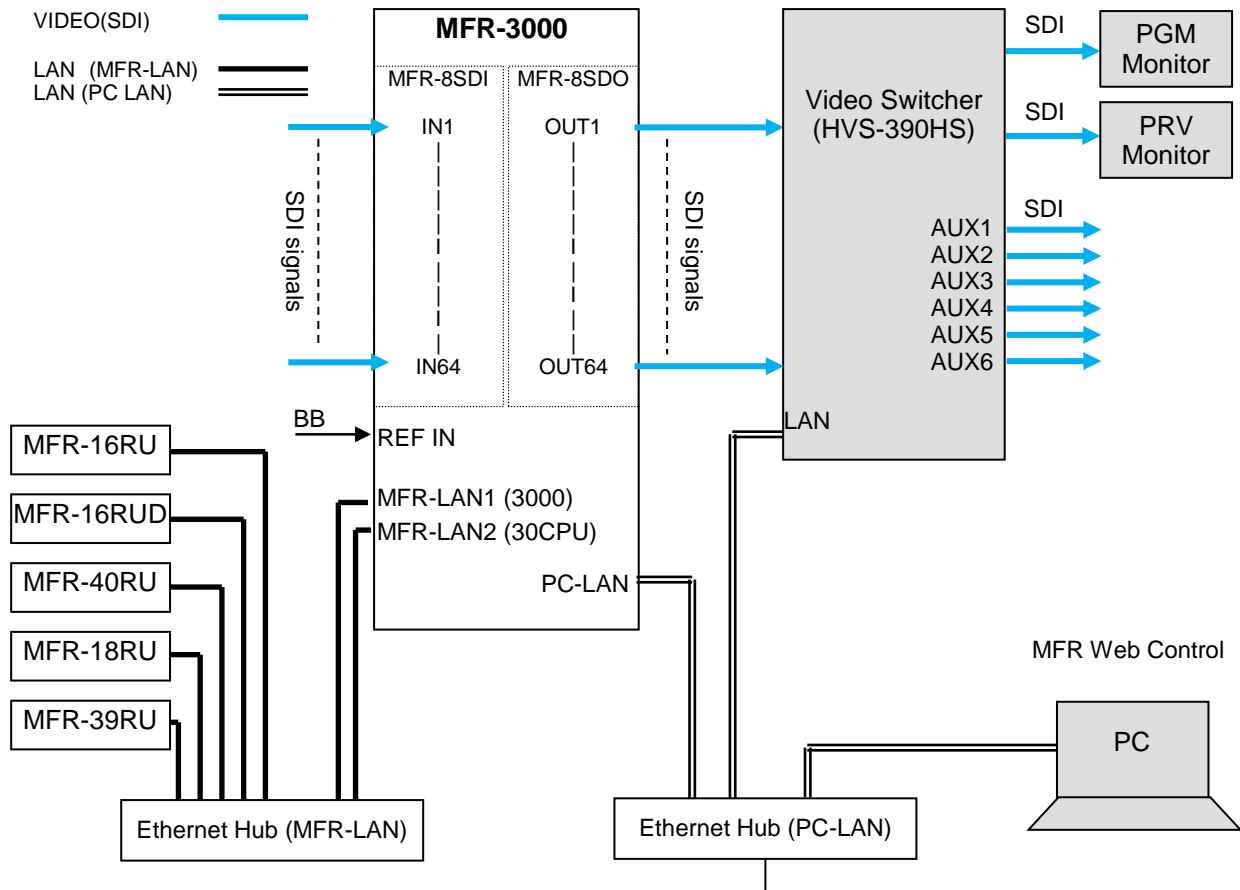 VIDEO(SDI)
LAN (MFR-LAN)
LAN (PC LAN)
MFR-3000
MFR-8SDI
MFR-8SDO
IN1
OUT1
IN64
OUT64
SDI signals
SDI signals
BB
REF IN
MFR-LAN1 (3000)
MFR-LAN2 (30CPU)
PC-LAN
Video Switcher
(HVS-390HS)
SDI
PGM
Monitor
SDI
PRV
Monitor
SDI
AUX1
AUX2
AUX3
AUX4
AUX5
AUX6
LAN
MFR-16RU
MFR-16RUD
MFR-40RU
MFR-18RU
MFR-39RU
MFR Web Control
PC
Ethernet Hub (MFR-LAN)
Ethernet Hub (PC-LAN)